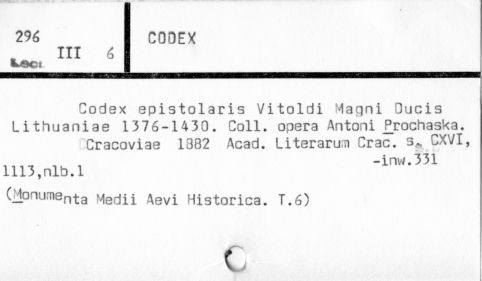 296
III 6
CODEX
Codex epistolaris Vitoldi Magni Ducis
Lithuaniae 1376-1430. Coll. opera Antoni Prochaska.
Cracoviae 1882 Acad. Literarum Crac. s. CXVI,
-inw.331
1113,nlb.1
(Monumenta Medii Aevi Historica. T.6)